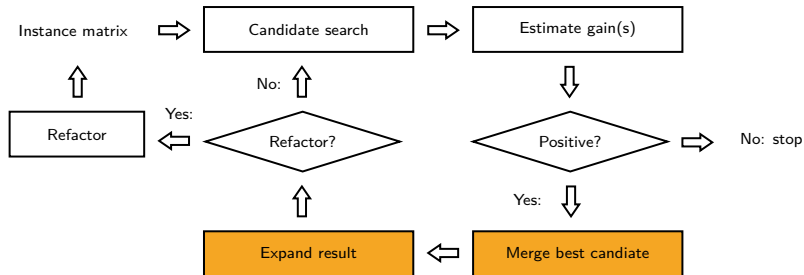 Instance matrix
Candidate search
Estimate gain(s)
No:
Yes:
Refactor
Refactor?
Positive?
No: stop
Yes:
Expand result
Merge best candiate